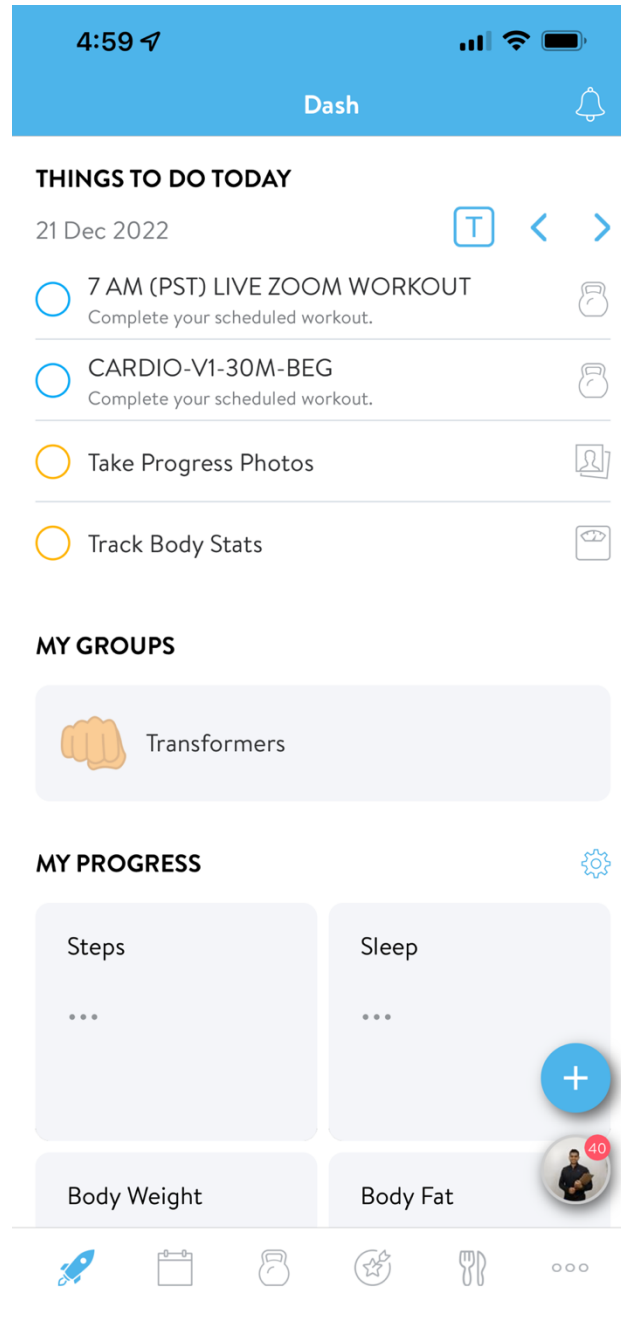 4:59
Dash
THINGS TO DO TODAY
21 Dec 2022
T
7 AM (PST) LIVE ZOOM WORKOUT
Complete your scheduled workout.
CARDIO-V1-30M-BEG
Complete your scheduled workout.
Take Progress Photos
Track Body Stats
MY GROUPS
Transformers
MY PROGRESS
Steps
Sleep
...
...
+
40
Body Weight
Body Fat